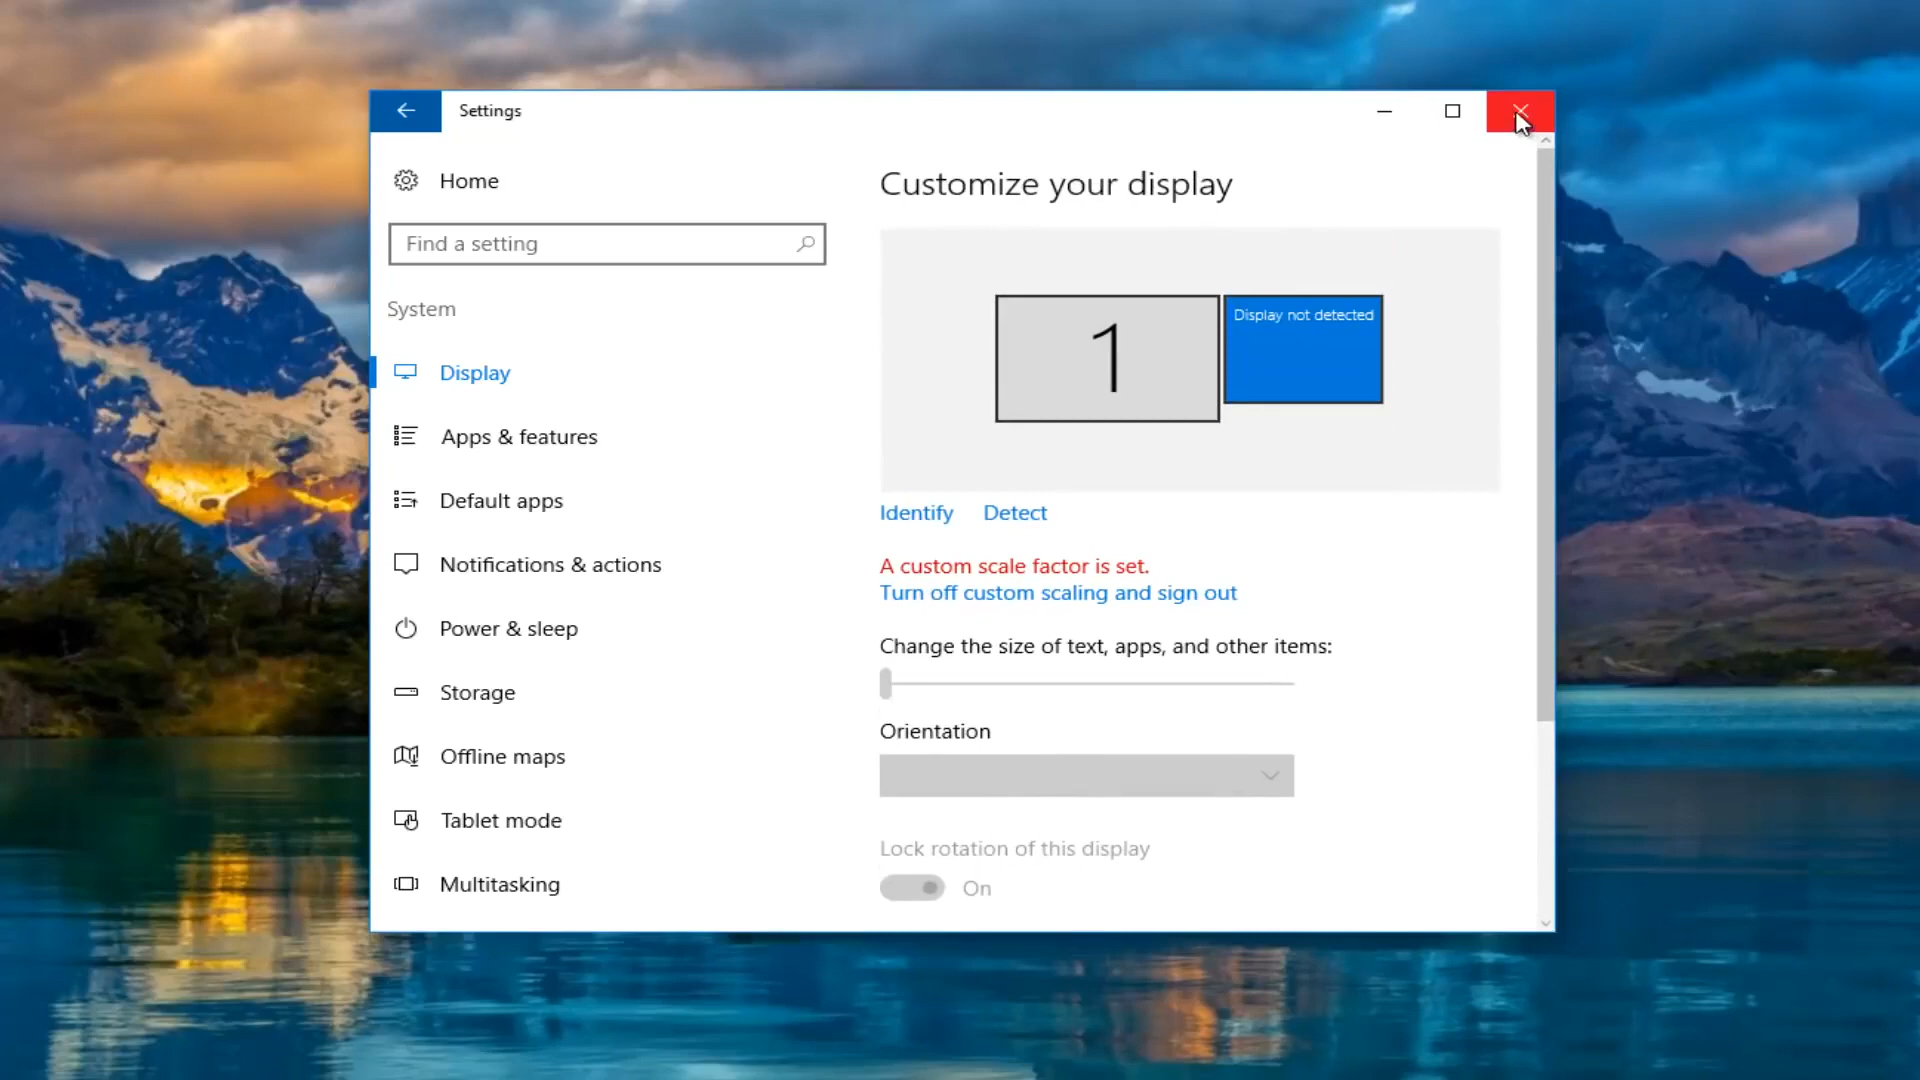 Settings
Home
Find a setting
System
Display
Apps & features
Default apps
Notifications & actions
Power & sleep
Storage
Offline maps
Tablet mode
Multitasking
Customize your display
1
Display not detected
Identify Detect
A custom scale factor is set.
Turn off custom scaling and sign out
Change the size of text, apps, and other items:
Orientation
Lock rotation of this display
On